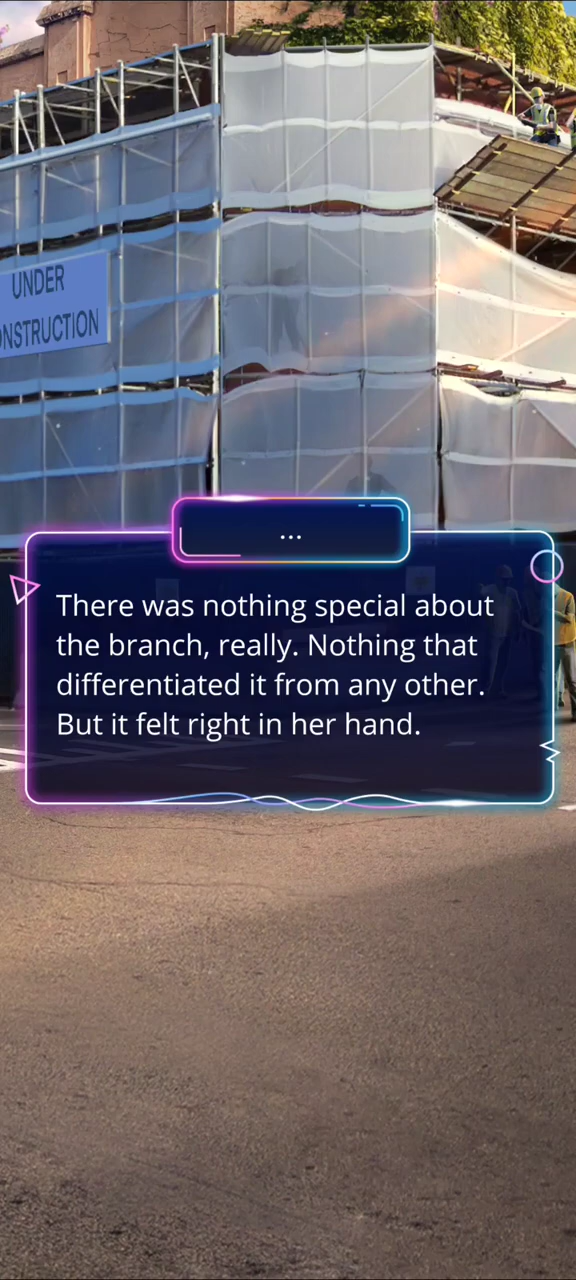 UNDER
ONSTRUCTION
...
There was nothing special about
the branch, really. Nothing that
differentiated it from any other.
But it felt right in her hand.